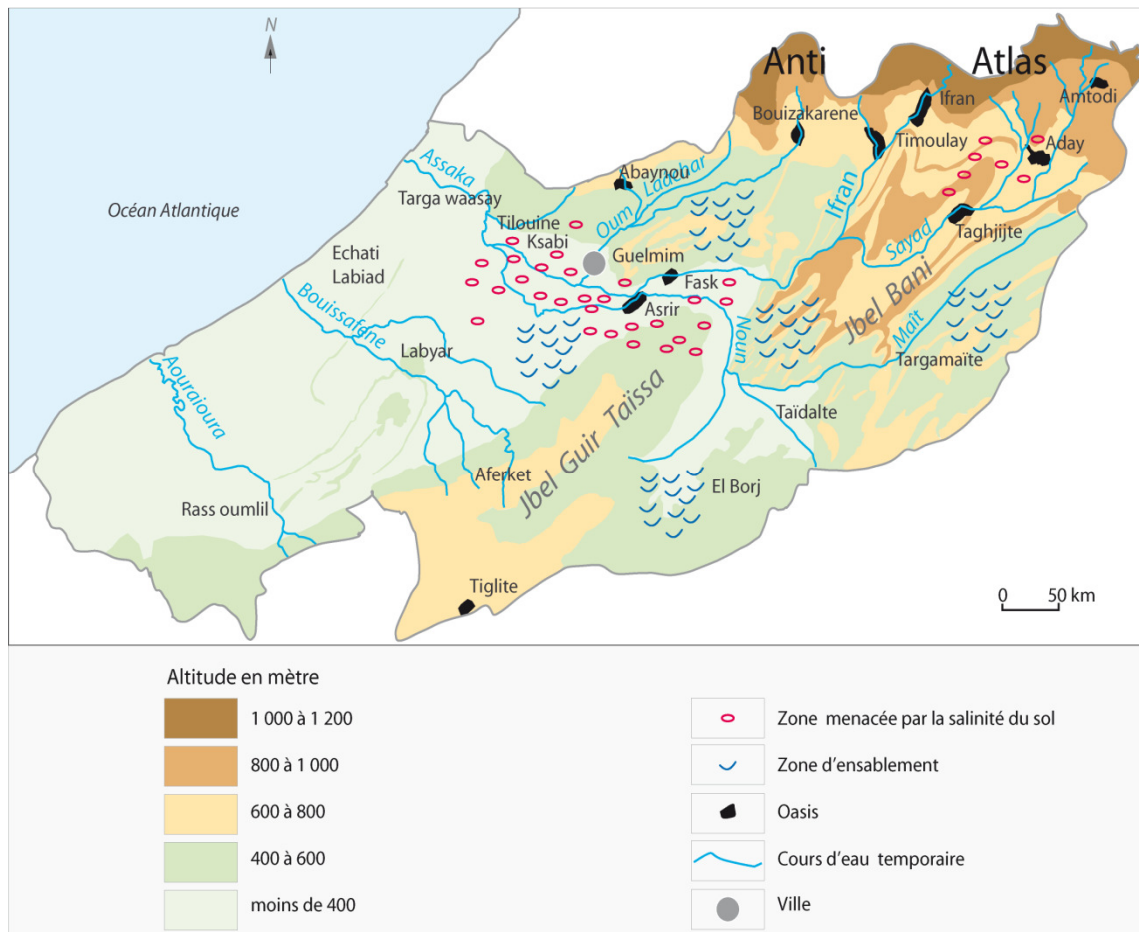 N
Anti Atlas
Ifran
Amtodi
Bouizakarene
Timoulay
Aday
Assaka
Abaynou
Oum Laachar
Ifran
Targa waasay
Océan Atlantique
Tilouine
Ksabi
Sayad
Taghjijte
Echati
Labiad
Guelmim
Fask
Jbel Bani
Bouissafene
Asrir
Noun
Maît
Labyar
Targamaïte
Aouraioura
Jbel Guir Taïssa
Taïdalte
Aferket
El Borj
Rass oumlil
Tiglite
0 50 km
Altitude en mètre
1 000 à 1 200
800 à 1 000
600 à 800
400 à 600
moins de 400
Zone menacée par la salinité du sol
Zone d'ensablement
Oasis
Cours d'eau temporaire
Ville